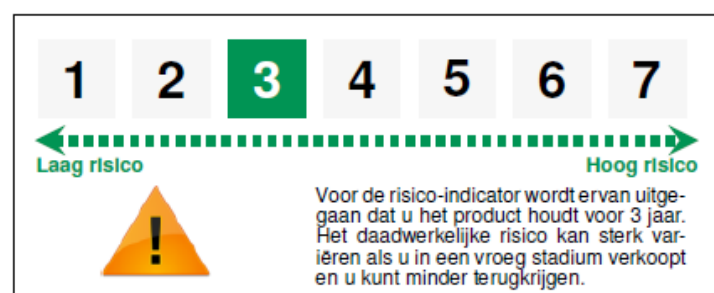 1 2 3 4 5 6 7
Laag risico Hoog risico
!
Voor de risico-indicator wordt ervan uitge-
gaan dat u het product houdt voor 3 jaar.
Het daadwerkelijke risico kan sterk var-
iëren als u in een vroeg stadium verkoopt
en u kunt minder terugkrijgen.